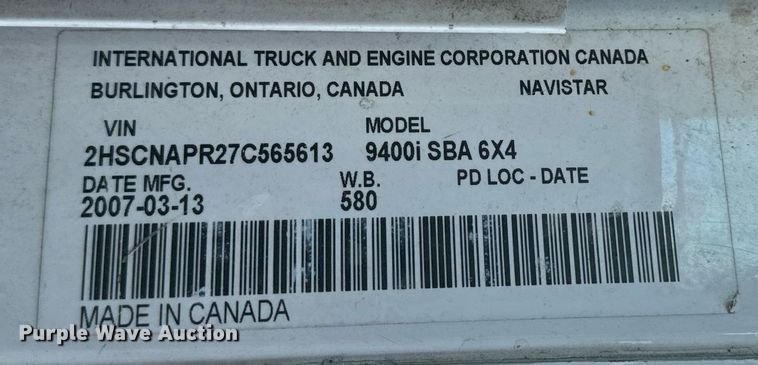 INTERNATIONAL TRUCK AND ENGINE CORPORATION CANADA
BURLINGTON, ONTARIO, CANADA NAVISTAR
VIN MODEL
2HSCNAPR27C565613 9400i SBA 6X4
DATE MFG. W.B. PD LOC - DATE
2007-03-13 580
MADE IN CANADA
Purple Wave Auction